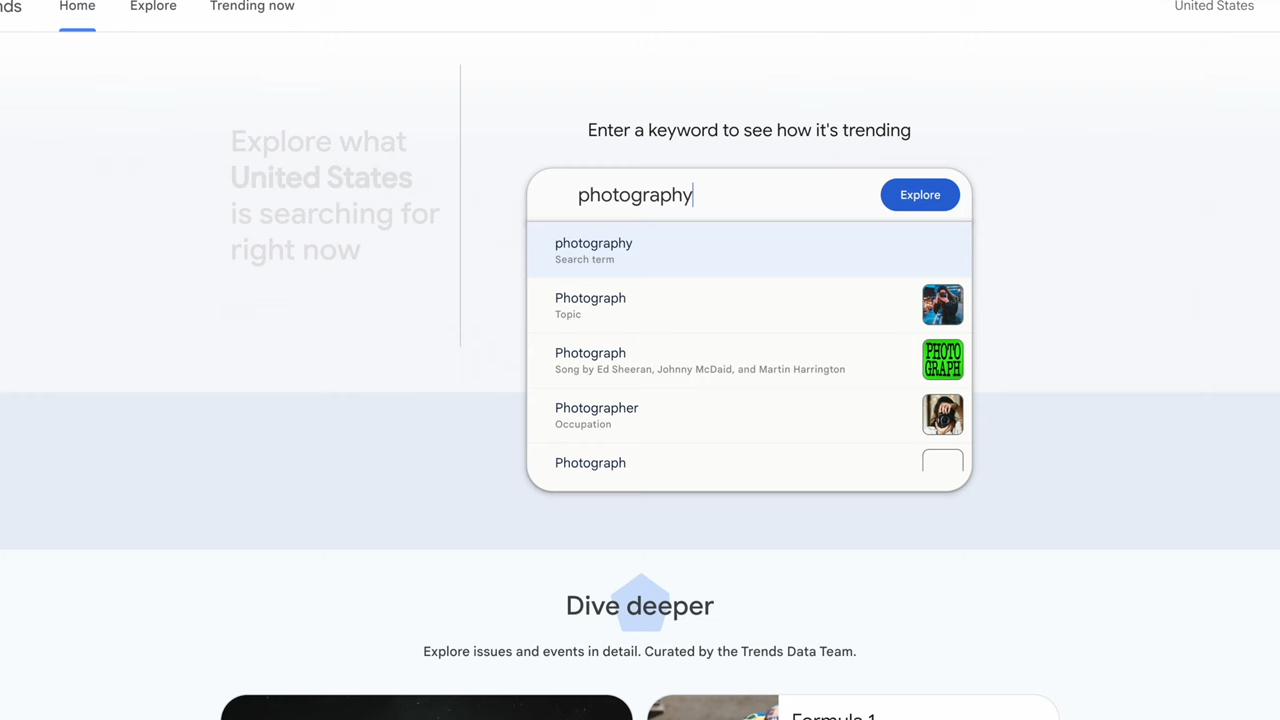 nds Home Explore Trending now United States
Explore what
United States
is searching for
right now
Enter a keyword to see how it's trending
photography Explore
photography
Search term
Photograph
Topic
Photograph
Song by Ed Sheeran, Johnny McDaid, and Martin Harrington
PHOTO
GRAPH
Photographer
Occupation
Photograph
Dive deeper
Explore issues and events in detail. Curated by the Trends Data Team.
Formula 1